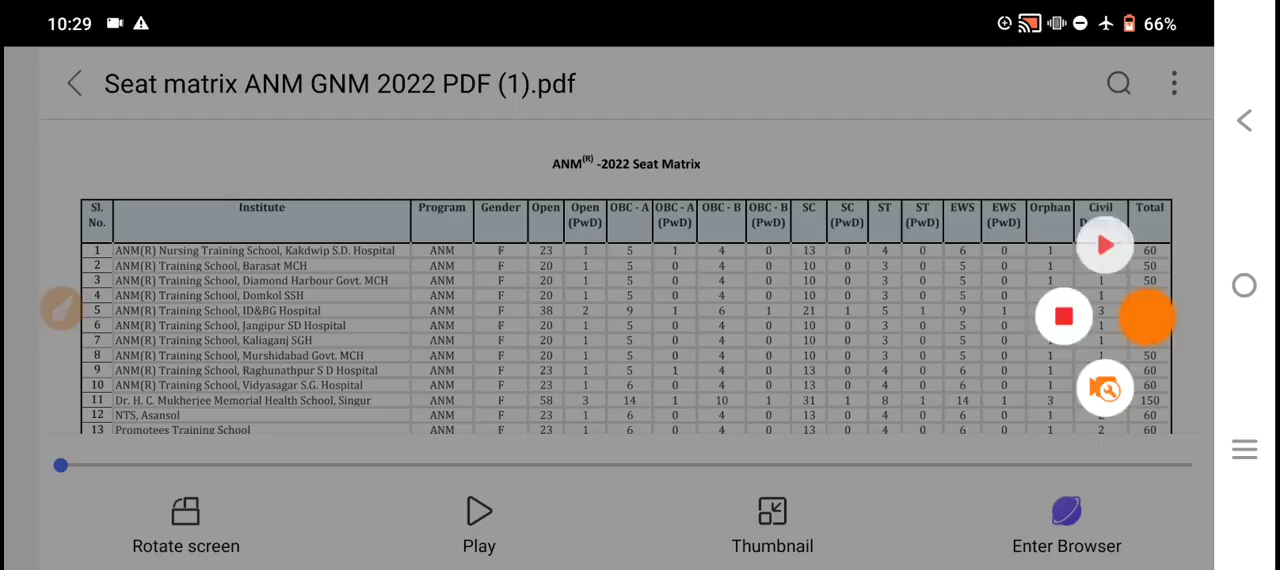 10:29 66%
Seat matrix ANM GNM 2022 PDF (1).pdf
ANM(R) -2022 Seat Matrix
Sl. No. Institute Program Gender Open Open (PwD) OBC - A OBC - A (PwD) OBC - B OBC - B (PwD) SC SC (PwD) ST ST (PwD) EWS EWS (PwD) Orphan Civil Total
1 ANM(R) Nursing Training School, Kakdwip S.D. Hospital ANM F 23 1 5 1 4 0 13 0 4 0 6 0 1 60
2 ANM(R) Training School, Barasat MCH ANM F 20 1 5 0 4 0 10 0 3 0 5 0 1 50
3 ANM(R) Training School, Diamond Harbour Govt. MCH ANM F 20 1 5 0 4 0 10 0 3 0 5 0 1 1 50
4 ANM(R) Training School, Domkol SSH ANM F 20 1 5 0 4 0 10 0 3 0 5 0 1
5 ANM(R) Training School, ID&BG Hospital ANM F 38 2 9 1 6 1 21 1 5 1 9 1 3
6 ANM(R) Training School, Jangipur SD Hospital ANM F 20 1 5 0 4 0 10 0 3 0 5 0 1
7 ANM(R) Training School, Kaliaganj SGH ANM F 20 1 5 0 4 0 10 0 3 0 5 0 1
8 ANM(R) Training School, Murshidabad Govt. MCH ANM F 20 1 5 0 4 0 10 0 3 0 5 0 1 1 50
9 ANM(R) Training School, Raghunathpur S D Hospital ANM F 23 1 5 1 4 0 13 0 4 0 6 0 1 60
10 ANM(R) Training School, Vidyasagar S.G. Hospital ANM F 23 1 6 0 4 0 13 0 4 0 6 0 1 60
11 Dr. H. C. Mukherjee Memorial Health School, Singur ANM F 58 3 14 1 10 1 31 1 8 1 14 1 3 150
12 NTS, Asansol ANM F 23 1 6 0 4 0 13 0 4 0 6 0 1 60
13 Promotees Training School ANM F 23 1 6 0 4 0 13 0 4 0 6 0 1 2 60
Rotate screen Play Thumbnail Enter Browser